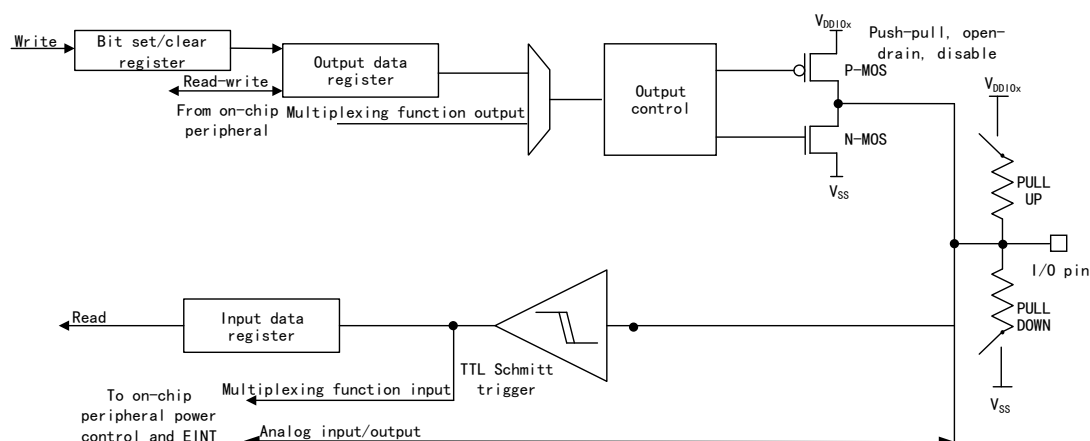 Write
Bit set/clear
register
Read-write
From on-chip
peripheral
Output data
register
Multiplexing function output
Output
control
VDDIOx
P-MOS
N-MOS
VSS
Push-pull, open-
drain, disable
VDDIOx
PULL
UP
I/O pin
PULL
DOWN
VSS
Read
Input data
register
TTL Schmitt
trigger
Multiplexing function input
To on-chip
peripheral power
control and EINT
Analog input/output